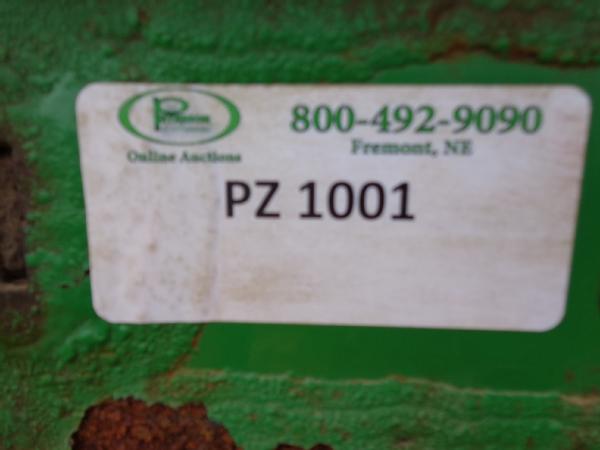 800-492-9090
Fremont, NE
Online Auctions
PZ 1001